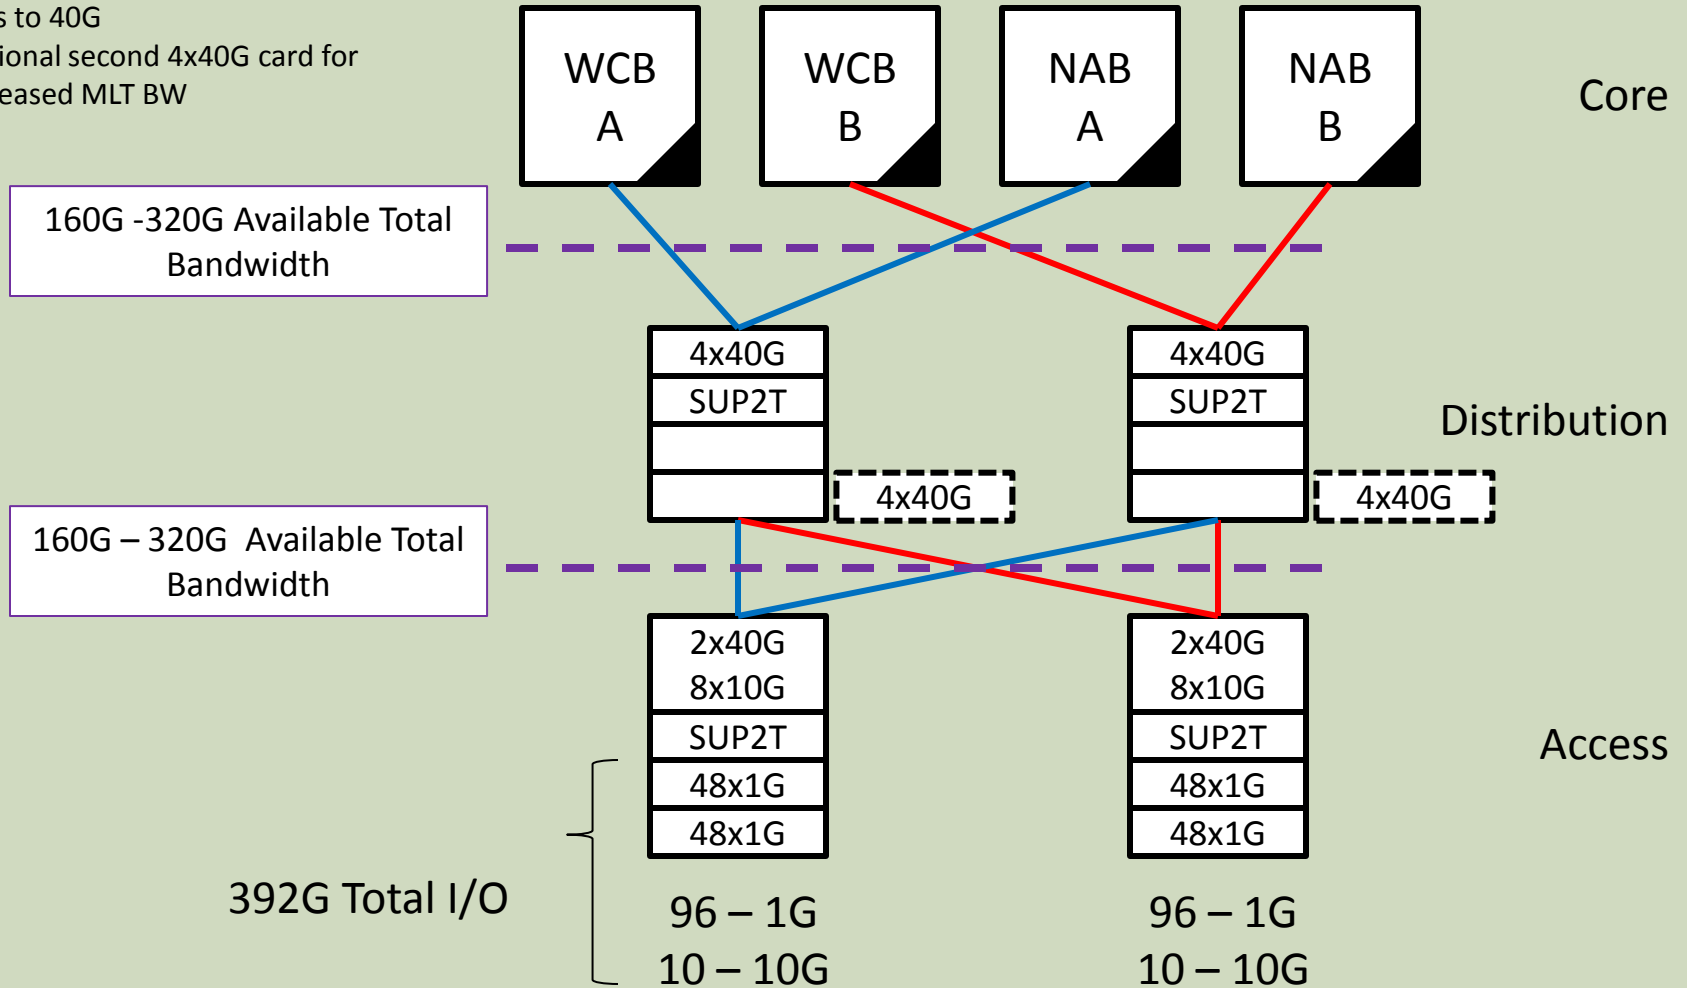 to 40G
second 4x40G card for
MLT BW
WCB
A
WCB
B
NAB
A
NAB
B
Core
160G -320G Available Total
Bandwidth
4x40G
SUP2T
4x40G
4x40G
SUP2T
4x40G
Distribution
160G – 320G  Available Total
Bandwidth
2x40G
8x10G
SUP2T
48x1G
48x1G
2x40G
8x10G
SUP2T
48x1G
48x1G
Access
392G Total I/O
96 – 1G
10 – 10G
96 – 1G
10 – 10G